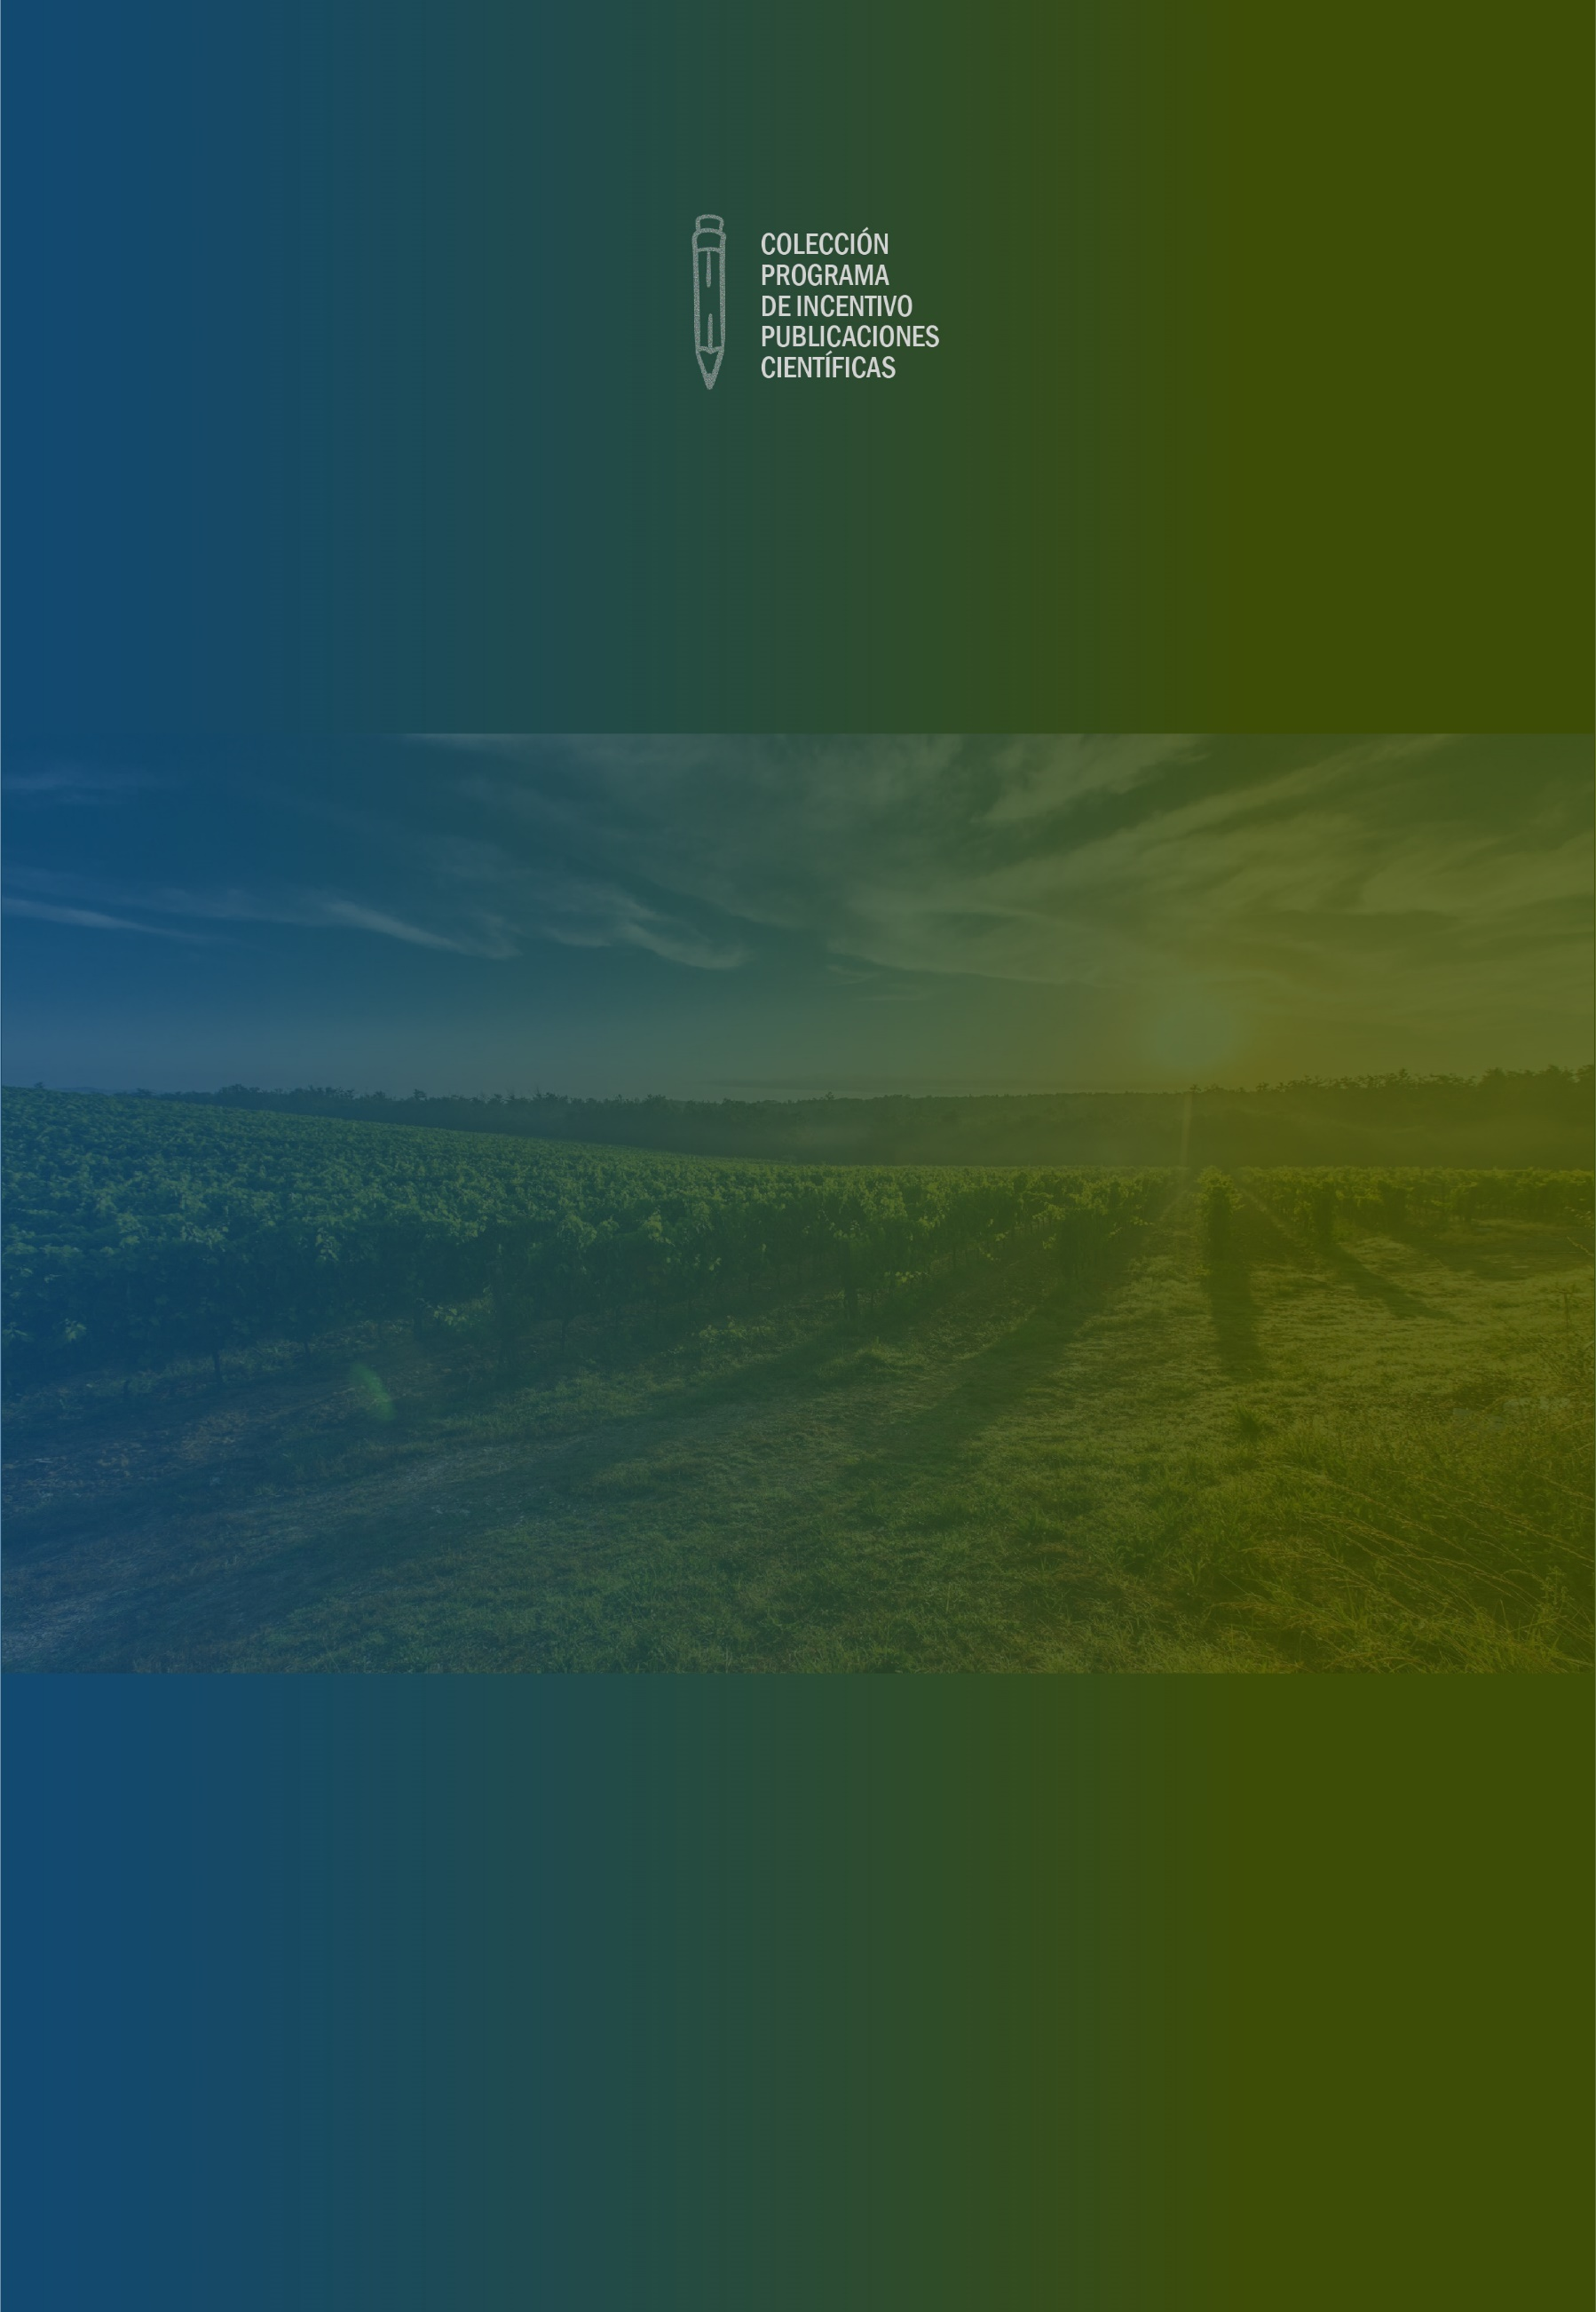 COLECCIÓN
PROGRAMA
DE INCENTIVO
PUBLICACIONES
CIENTÍFICAS